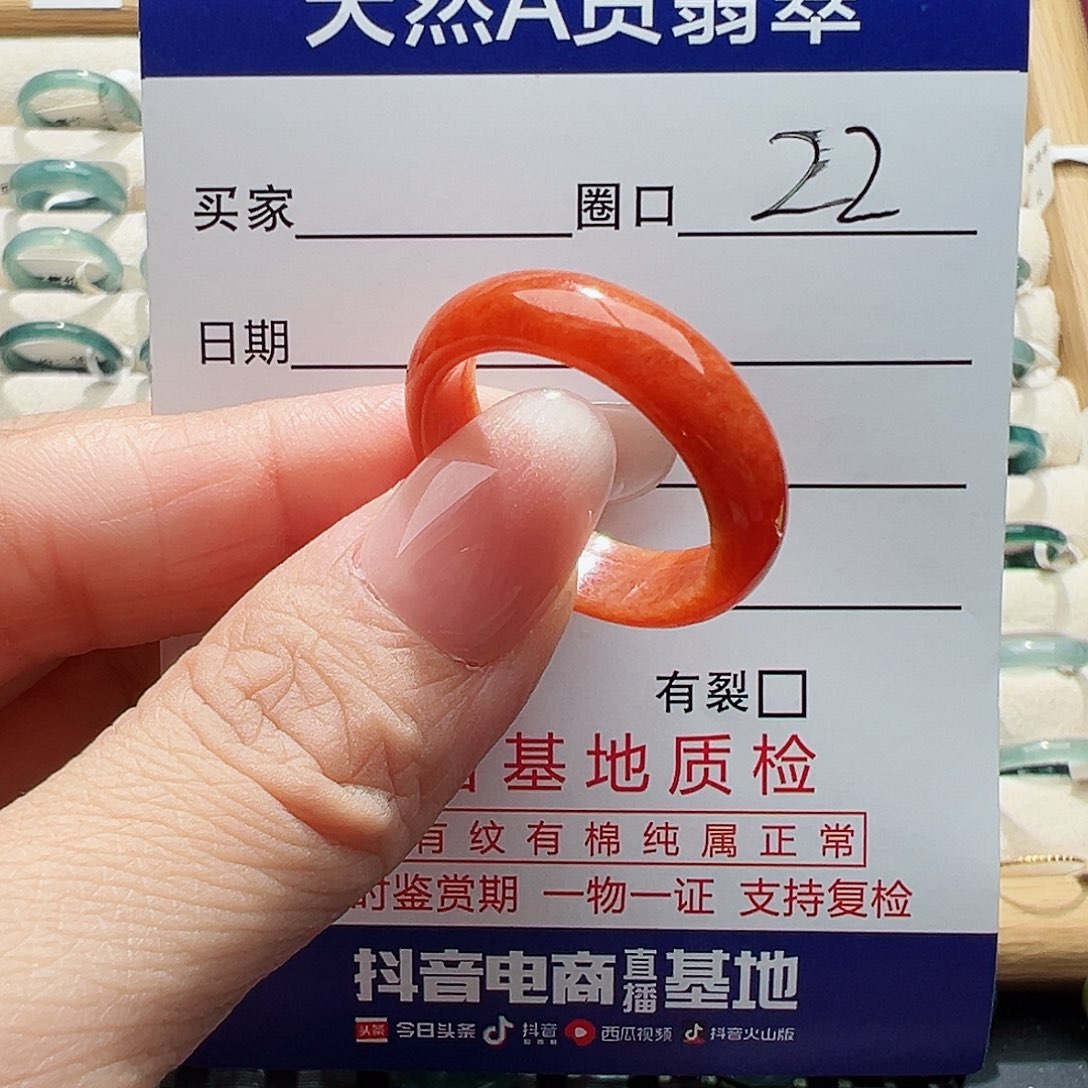 天然A货翡翠
买家 圈口 22
日期
有裂
基地质检
有纹有棉纯属正常
时鉴赏期 一物一证 支持复检
抖音电商直播基地
头条 今日头条 抖音 西瓜视频 抖音火山版